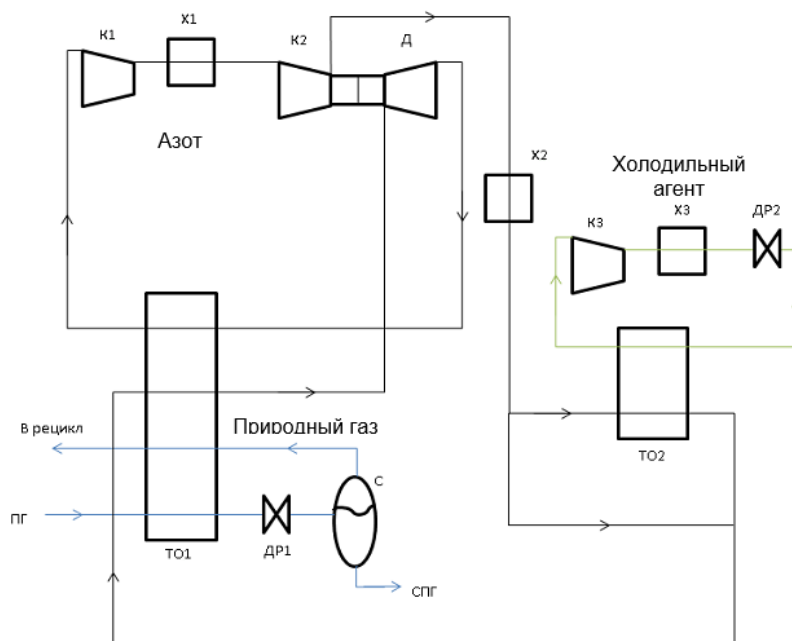 К1
Х1
К2
Д
Азот
Х2
Холодильный
агент
К3
Х3
ДР2
В рецикл
Природный газ
С
ТО2
ПГ
ТО1
ДР1
СПГ